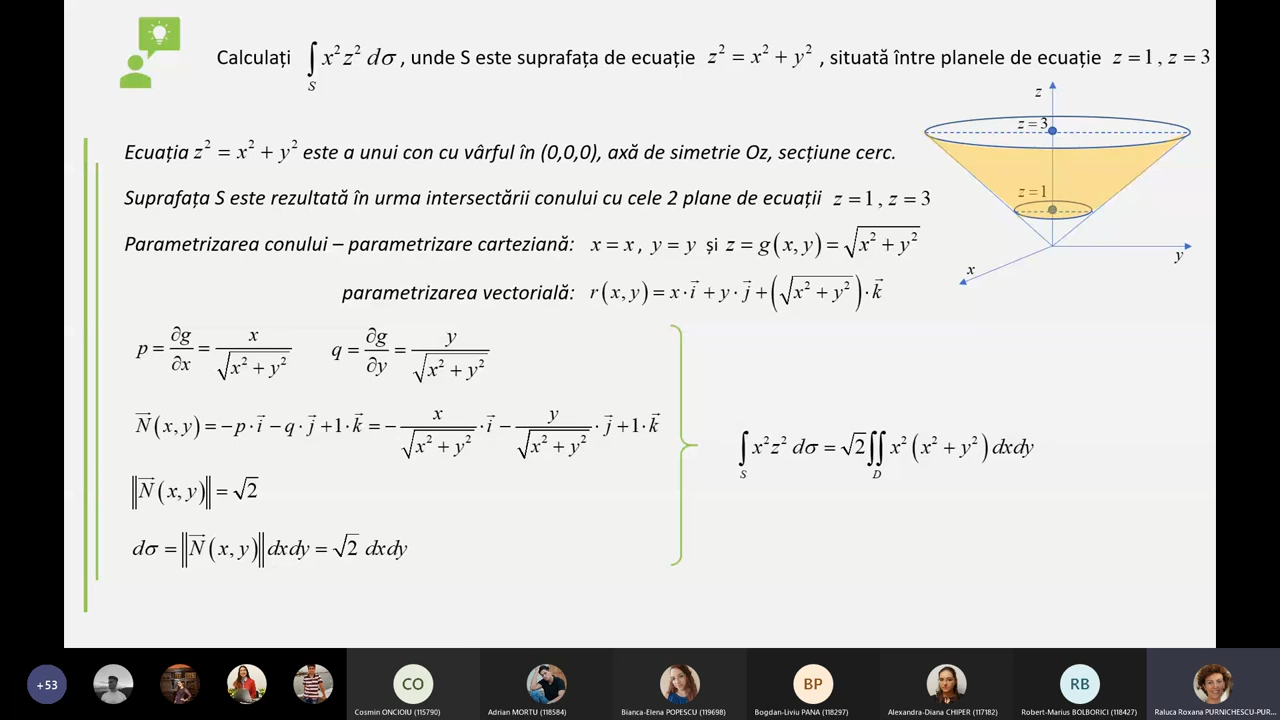 Calculați ∫_S x²z² dσ, unde S este suprafața de ecuație z² = x² + y², situată între planele de ecuație z = 1, z = 3
Ecuația z² = x² + y² este a unui con cu vârful în (0,0,0), axă de simetrie Oz, secțiune cerc.
Suprafața S este rezultată în urma intersectării conului cu cele 2 plane de ecuații z = 1, z = 3
z
z = 3
z = 1
x
y
Parametrizarea conului – parametrizare carteziană: x = x, y = y și z = g(x, y) = √(x² + y²)
parametrizarea vectorială: r(x, y) = x·i⃗ + y·j⃗ + (√(x² + y²))·k⃗
p = ∂g/∂x = x/√(x² + y²) q = ∂g/∂y = y/√(x² + y²)
N⃗(x, y) = −p·i⃗ − q·j⃗ + 1·k⃗ = − x/√(x² + y²)·i⃗ − y/√(x² + y²)·j⃗ + 1·k⃗
‖N⃗(x, y)‖ = √2
dσ = ‖N⃗(x, y)‖ dxdy = √2 dxdy
∫_S x²z² dσ = √2 ∬_D x²(x² + y²) dxdy
+53
CO
BP
RB
Cosmin ONCIOIU (115790)
Adrian MORTU (118584)
Bianca-Elena POPESCU (119698)
Bogdan-Liviu PANA (118297)
Alexandra-Diana CHIPER (117182)
Robert-Marius BOLBORICI (118427)
Raluca Roxana PURNICHESCU-PUR...